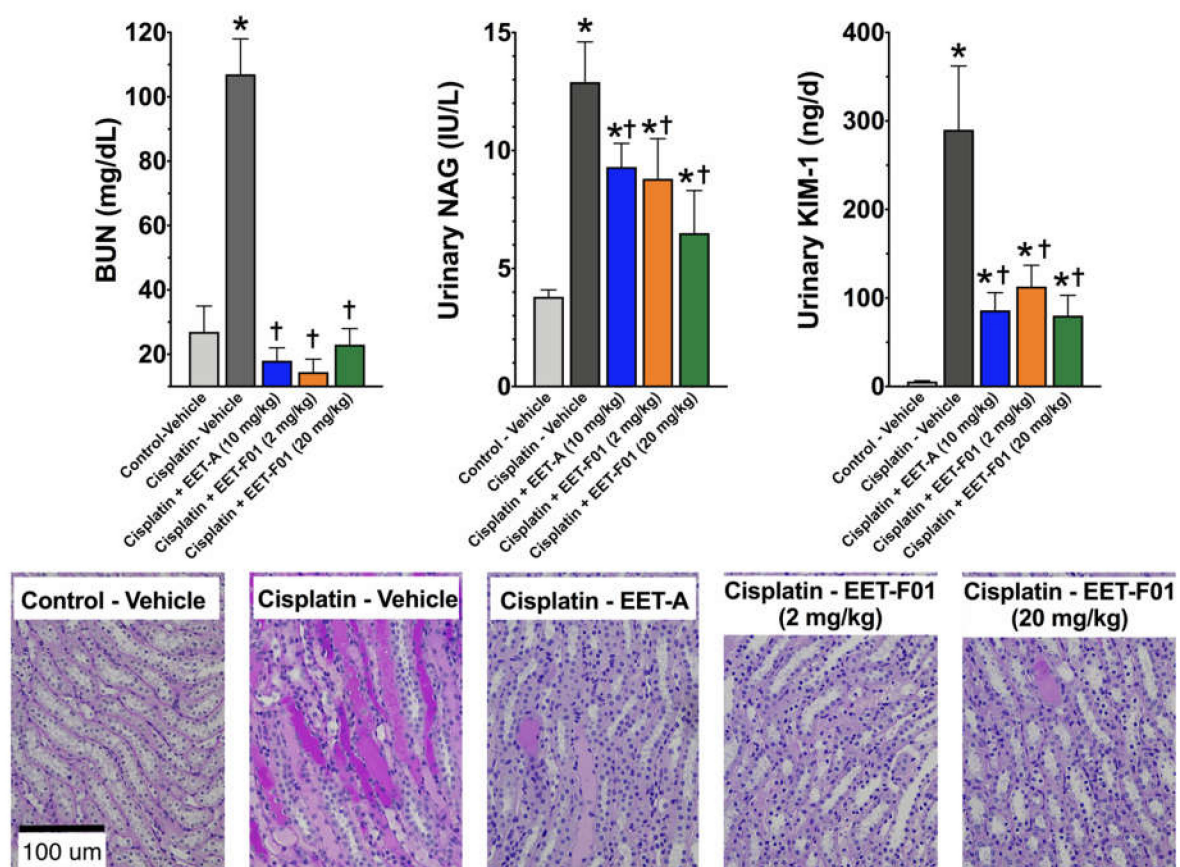 BUN (mg/dL)
120
100
80
60
40
20
*
†
†
†
Control-Vehicle
Cisplatin- Vehicle
Cisplatin + EET-A (10 mg/kg)
Cisplatin + EET-F01 (2 mg/kg)
Cisplatin + EET-F01 (20 mg/kg)
Urinary NAG (IU/L)
15
10
5
0
*
*†
*†
*†
Control - Vehicle
Cisplatin - Vehicle
Cisplatin + EET-A (10 mg/kg)
Cisplatin + EET-F01 (2 mg/kg)
Cisplatin + EET-F01 (20 mg/kg)
Urinary KIM-1 (ng/d)
400
300
200
100
0
*
*†
*†
*†
Control - Vehicle
Cisplatin - Vehicle
Cisplatin + EET-A (10 mg/kg)
Cisplatin + EET-F01 (2 mg/kg)
Cisplatin + EET-F01 (20 mg/kg)
Control - Vehicle
Cisplatin - Vehicle
Cisplatin - EET-A
Cisplatin - EET-F01
(2 mg/kg)
Cisplatin - EET-F01
(20 mg/kg)
100 um